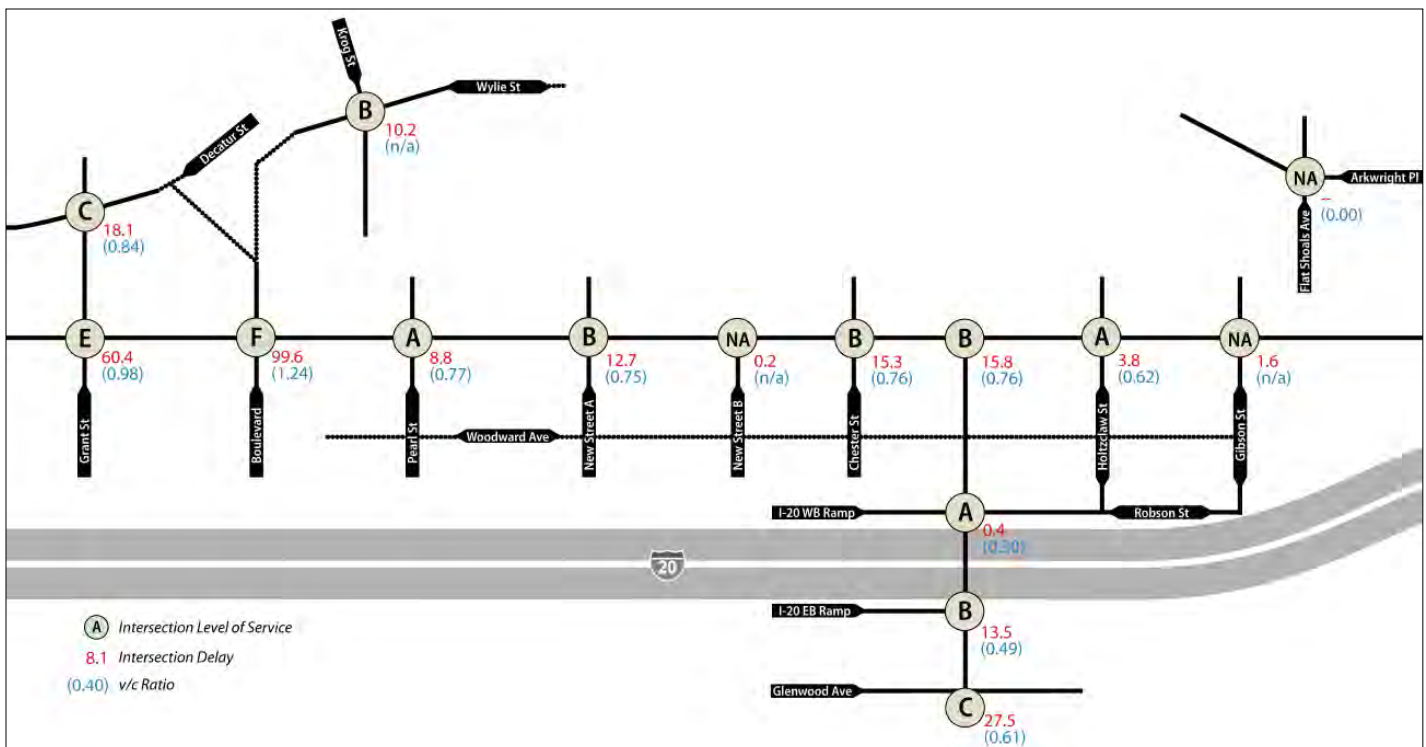 Krog St
Wylie St
B
10.2
(n/a)
Decatur St
C
18.1
(0.84)
NA
Arkwright Pl
–
(0.00)
Flat Shoals Ave
E
60.4
(0.98)
F
99.6
(1.24)
A
8.8
(0.77)
B
12.7
(0.75)
NA
0.2
(n/a)
B
15.3
(0.76)
B
15.8
(0.76)
A
3.8
(0.62)
NA
1.6
(n/a)
Grant St
Boulevard
Pearl St
New Street A
New Street B
Chester St
Holtzclaw St
Gibson St
Woodward Ave
I-20 WB Ramp
A
0.4
(0.30)
Robson St
20
I-20 EB Ramp
B
13.5
(0.49)
Glenwood Ave
C
27.5
(0.61)
A Intersection Level of Service
8.1 Intersection Delay
(0.40) v/c Ratio